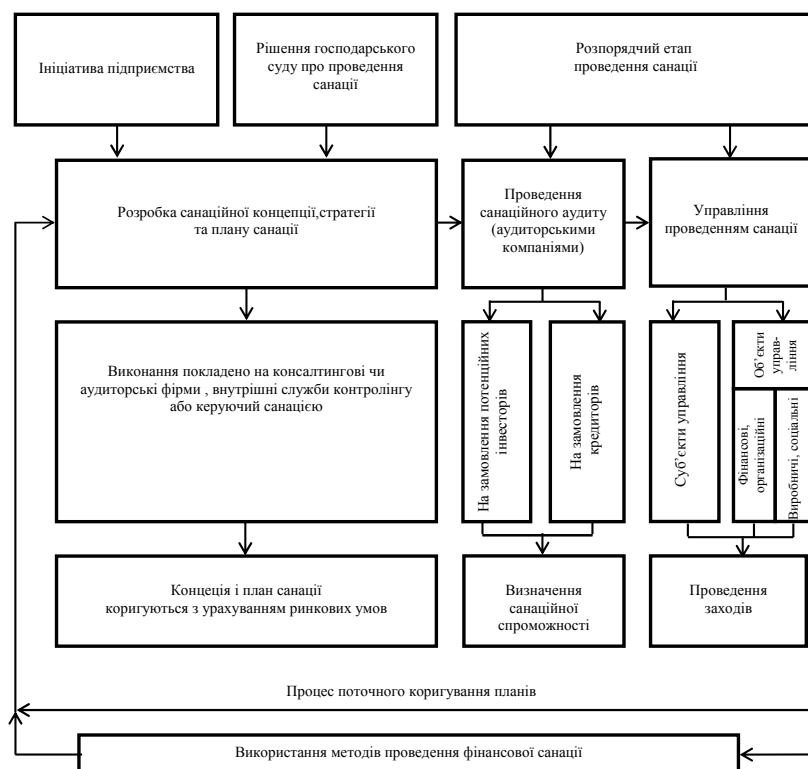 Ініціатива підприємства
Рішення господарського
суду про проведення
санації
Розпорядчий етап
проведення санації
Розробка санаційної концепції,стратегії
та плану санації
Проведення
санаційного аудиту
(аудиторськими
компаніями)
Управління
проведенням санації
Виконання покладено на консалтингові чи
аудиторські фірми , внутрішні служби контролінгу
або керуючий санацією
На замовлення потенційних
інвесторів
На замовлення
кредиторів
Суб’єкти управління
Об’єкти
управ-
ління
Фінансові,
організаційні
Виробничі, соціальні
Конце​ція і план санації
коригуються з урахуванням ринкових умов
Визначення
санаційної
спроможності
Проведення
заходів
Процес поточного коригування планів
Використання методів проведення фінансової санації